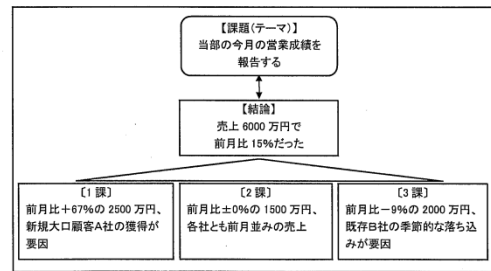 【課題(テーマ)】
当部の今月の営業成績を
報告する
【結論】
売上 6000 万円で
前月比 15%だった
〔1 課〕
前月比+67%の 2500 万円、
新規大口顧客A社の獲得が
要因
〔2 課〕
前月比±0%の 1500 万円、
各社とも前月並みの売上
〔3 課〕
前月比-9%の 2000 万円、
既存B社の季節的な落ち込
みが要因